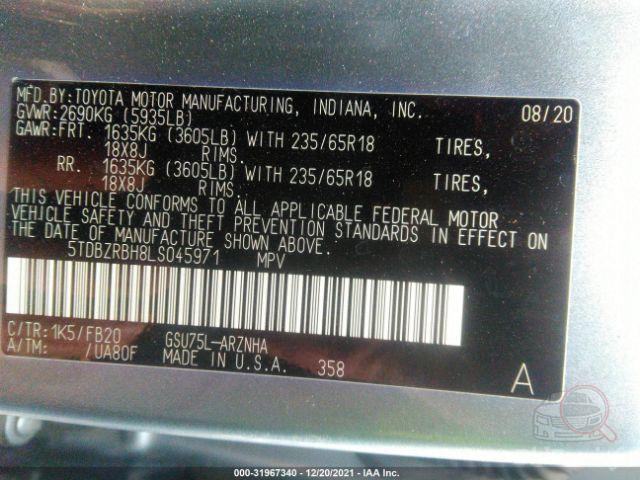 MFD.BY:TOYOTA MOTOR MANUFACTURING, INDIANA, INC. 08/20
GVWR:2690KG (5935LB)
GAWR:FRT. 1635KG (3605LB) WITH 235/65R18 TIRES,
18X8J RIMS.
RR. 1635KG (3605LB) WITH 235/65R18 TIRES,
18X8J RIMS.
THIS VEHICLE CONFORMS TO ALL APPLICABLE FEDERAL MOTOR
VEHICLE SAFETY AND THEFT PREVENTION STANDARDS IN EFFECT ON
THE DATE OF MANUFACTURE SHOWN ABOVE.
5TDBZRBH8LS045971 MPV
C/TR:1K5/FB20 GSU75L-ARZNHA
A/TM: /UA80F MADE IN U.S.A. 358
A
000-31967340 - 12/20/2021 - IAA Inc.